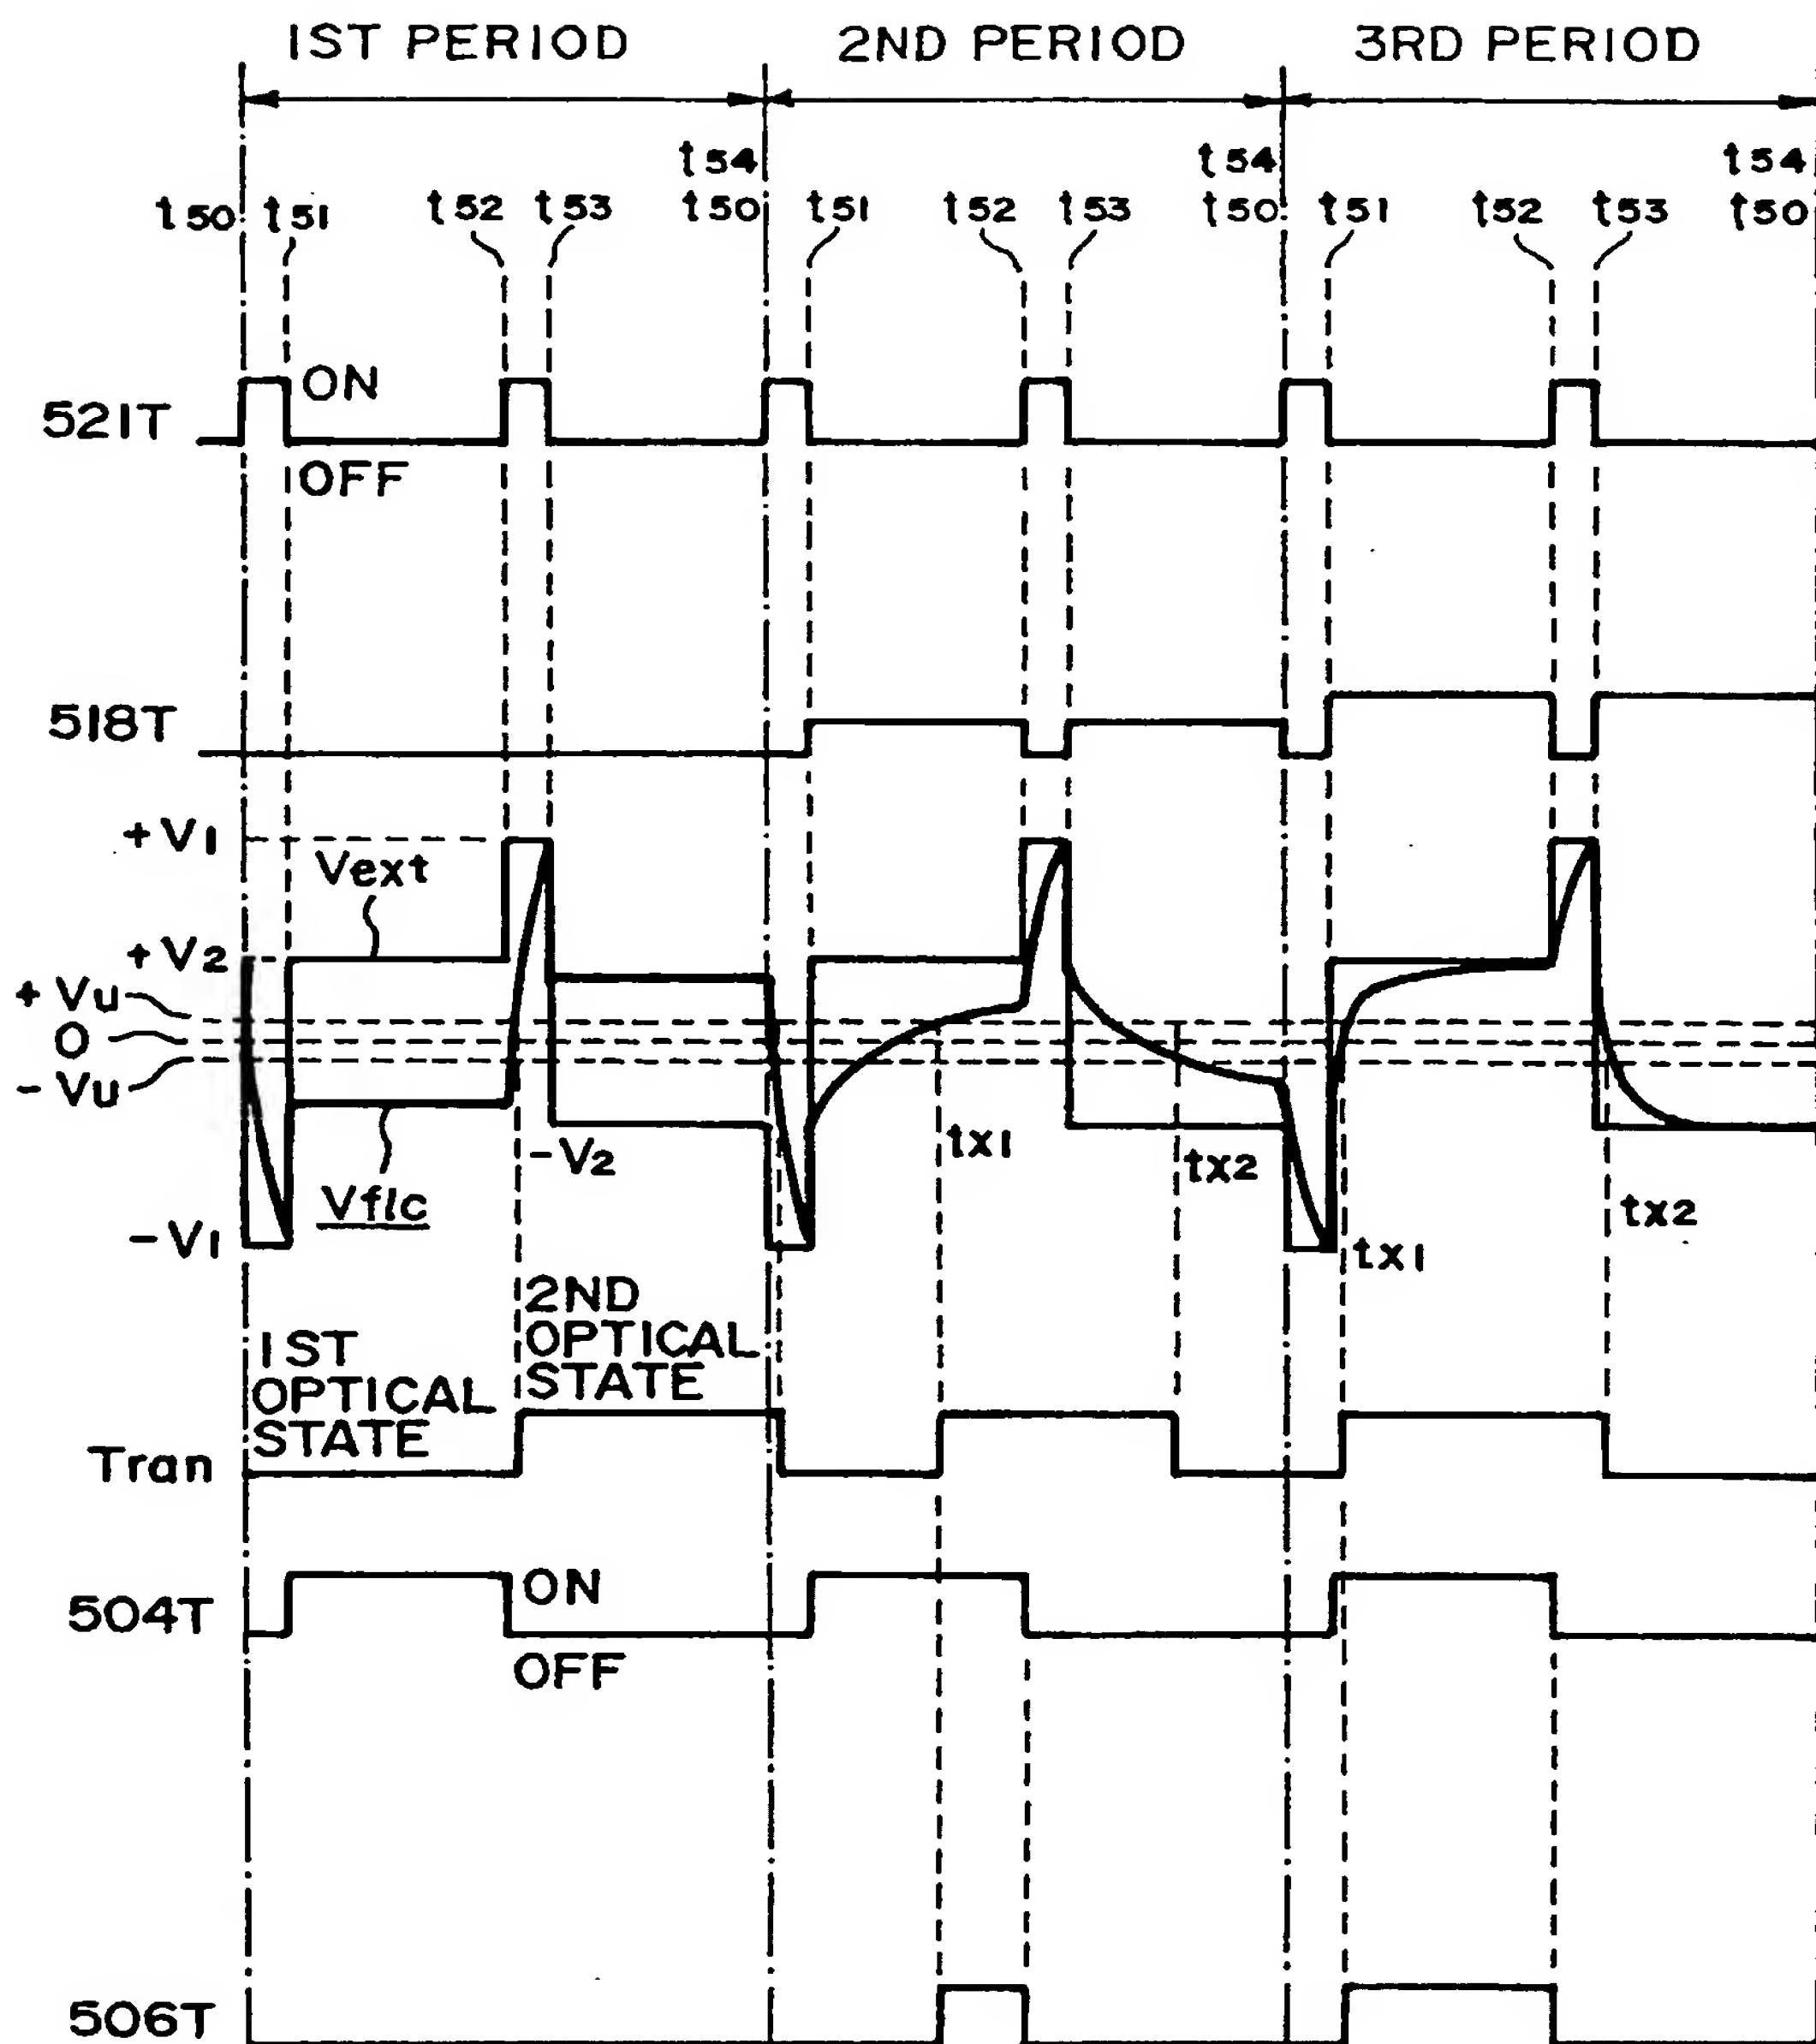 1ST PERIOD 2ND PERIOD 3RD PERIOD
t54 t54 t54
t50 t51 t52 t53 t50 t51 t52 t53 t50 t51 t52 t53 t50
ON
521T
OFF
518T
+V1
Vext
+V2
+Vu
0
-Vu
tx1
-V2
tx2
Vflc
tx2
-V1
tx1
2ND
OPTICAL
STATE
1ST
OPTICAL
STATE
Tran
ON
504T
OFF
506T